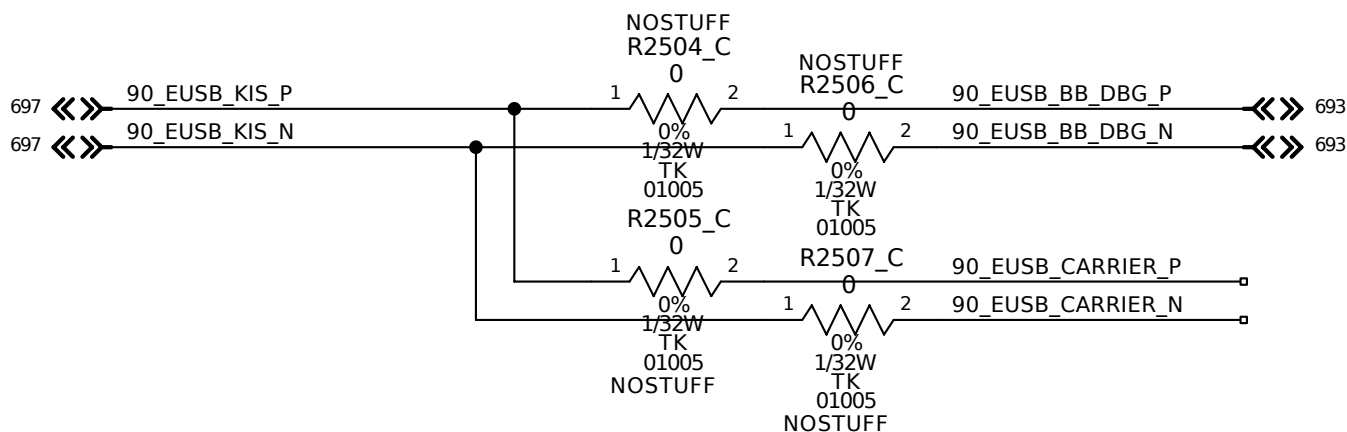 NOSTUFF
R2504_C
0
NOSTUFF
R2506_C
0
697 90_EUSB_KIS_P 1 2 90_EUSB_BB_DBG_P 693
697 90_EUSB_KIS_N 1 2 90_EUSB_BB_DBG_N 693
0%
1/32W
TK
01005
0%
1/32W
TK
01005
R2505_C
0
R2507_C
0
1 2 90_EUSB_CARRIER_P
1 2 90_EUSB_CARRIER_N
0%
1/32W
TK
01005
NOSTUFF
0%
1/32W
TK
01005
NOSTUFF